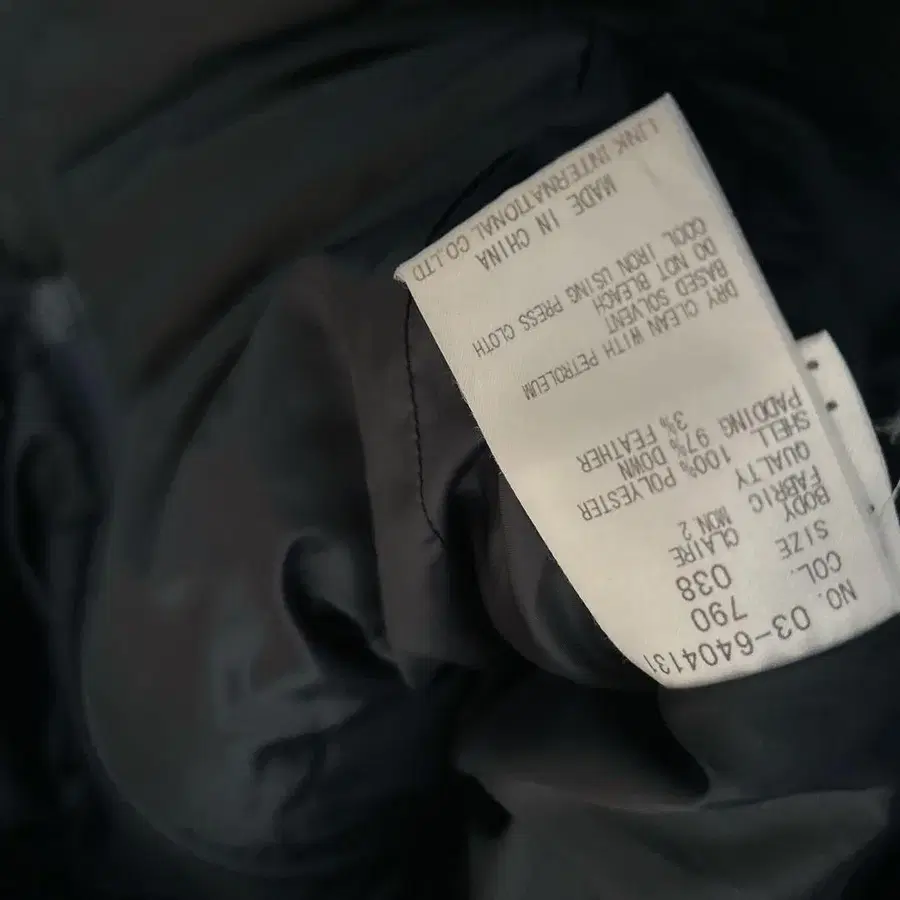 NO. 03-6404131
COL. 790
SIZE 038
BODY CLAIRE
FABRIC MON 2
QUALTY
SHELL 100% POLYESTER
PADDING 97% DOWN
3% FEATHER
DRY CLEAN WITH PETROLEUM
BASED SOLVENT
DO NOT BLEACH
COOL IRON USING PRESS CLOTH
MADE IN CHINA
LINK INTERNATIONAL CO.LTD